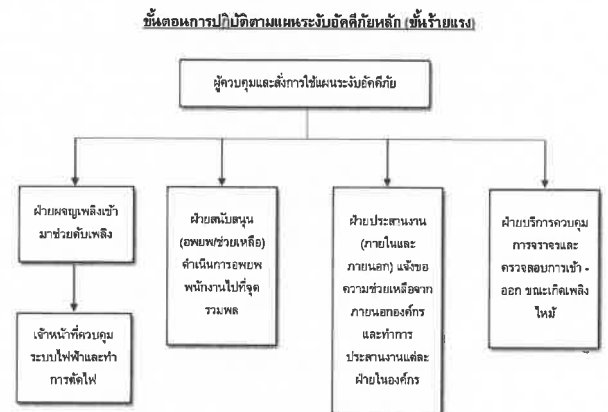 ขั้นตอนการปฏิบัติตามแผนระงับอัคคีภัยหลัก (ขั้นร้ายแรง)
ผู้ควบคุมและสั่งการใช้แผนระงับอัคคีภัย
ฝ่ายผจญเพลิงเข้า
มาช่วยดับเพลิง
เจ้าหน้าที่ควบคุม
ระบบไฟฟ้าและทำ
การตัดไฟ
ฝ่ายสนับสนุน
(อพยพ/ช่วยเหลือ)
ดำเนินการอพยพ
พนักงานไปที่จุด
รวมพล
ฝ่ายประสานงาน
(ภายในและ
ภายนอก) แจ้งขอ
ความช่วยเหลือจาก
ภายนอกองค์กร
และทำการ
ประสานงานแต่ละ
ฝ่ายในองค์กร
ฝ่ายบริการควบคุม
การจราจรและ
ตรวจสอบการเข้า -
ออก ขณะเกิดเพลิง
ไหม้